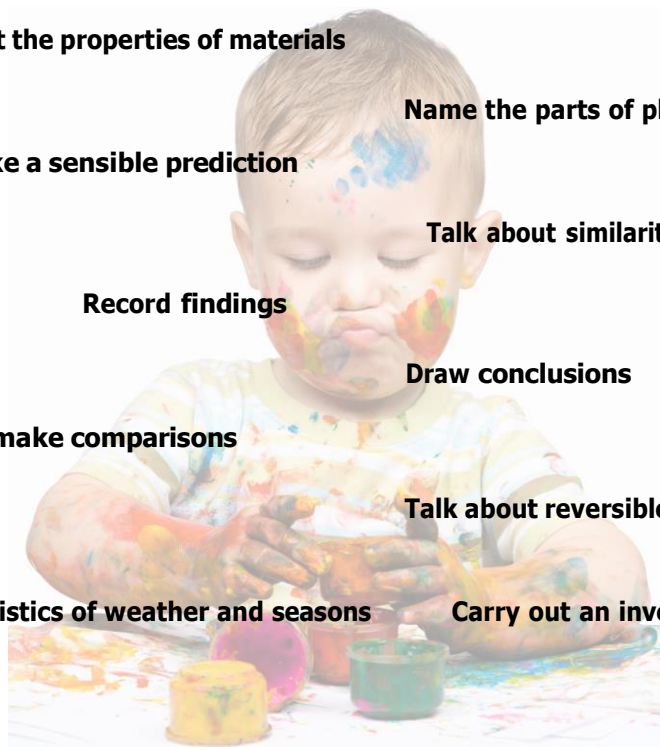 the properties of materials
Name the parts of
a sensible prediction
Talk about
Record findings
Draw conclusions
make comparisons
Talk about reversible
of weather and seasons
Carry out an